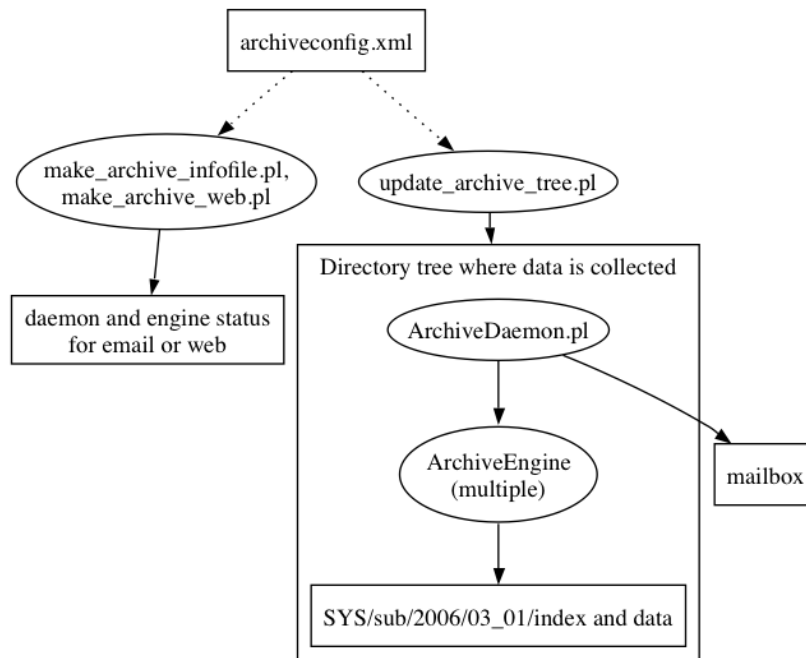 archiveconfig.xml
make_archive_infofile.pl,
make_archive_web.pl
update_archive_tree.pl
daemon and engine status
for email or web
Directory tree where data is collected
ArchiveDaemon.pl
ArchiveEngine
(multiple)
mailbox
SYS/sub/2006/03_01/index and data